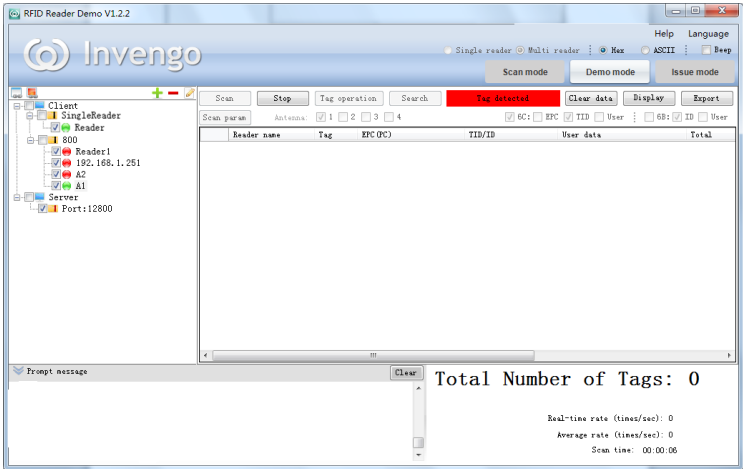 RFID Reader Demo V1.2.2
Invengo
Help Language
Single reader Multi reader Hex ASCII Beep
Scan mode Demo mode Issue mode
Client
SingleReader
Reader
800
Reader1
192.168.1.251
A2
A1
Server
Port:12800
Scan Stop Tag operation Search Tag detected Clear data Display Export
Scan param Antenna: 1 2 3 4 6C: EPC TID User 6B: ID User
Reader name Tag EPC(PC) TID/ID User data Total
Prompt message Clear
Total Number of Tags: 0
Real-time rate (times/sec): 0
Average rate (times/sec): 0
Scan time: 00:00:06